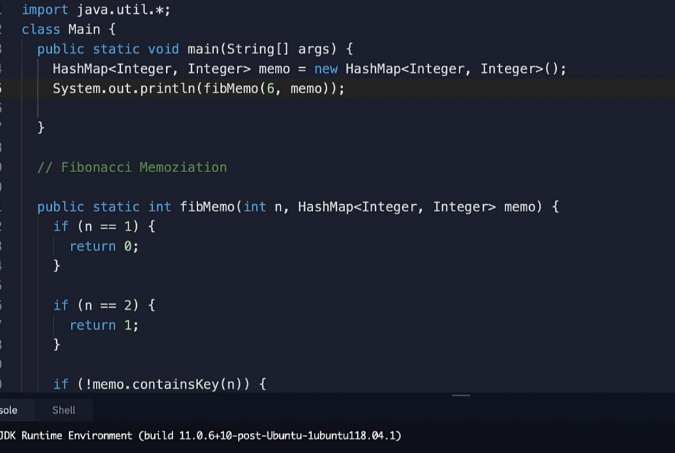 import java.util.*;
class Main {
public static void main(String[] args) {
HashMap<Integer, Integer> memo = new HashMap<Integer, Integer>();
System.out.println(fibMemo(6, memo));
}
// Fibonacci Memoziation
public static int fibMemo(int n, HashMap<Integer, Integer> memo) {
if (n == 1) {
return 0;
}
if (n == 2) {
return 1;
}
if (!memo.containsKey(n)) {
sole Shell
JDK Runtime Environment (build 11.0.6+10-post-Ubuntu-1ubuntu118.04.1)